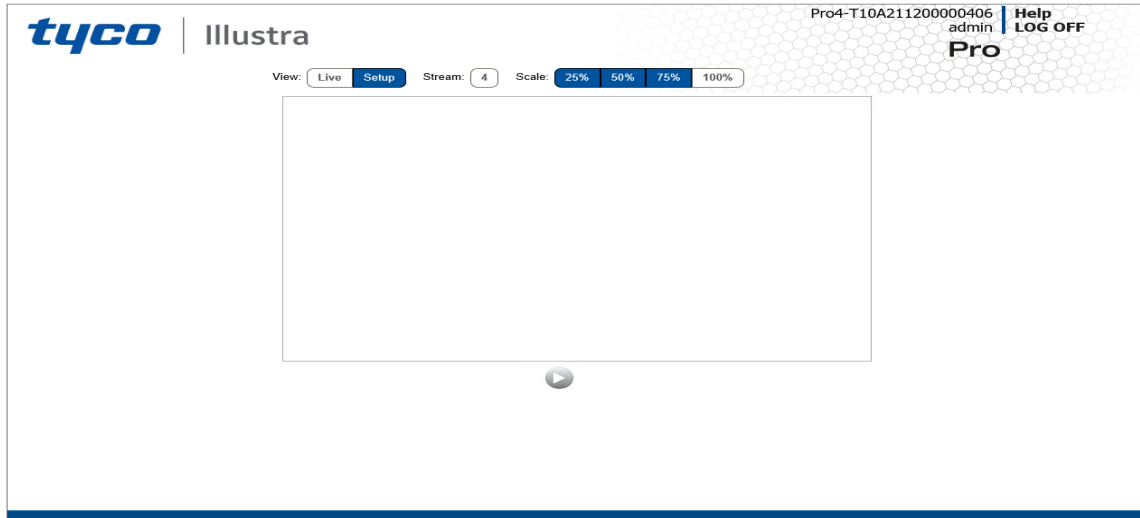 tyco | Illustra
Pro4-T10A211200000406 Help
admin LOG OFF
Pro
View: Live Setup Stream: 4 Scale: 25% 50% 75% 100%